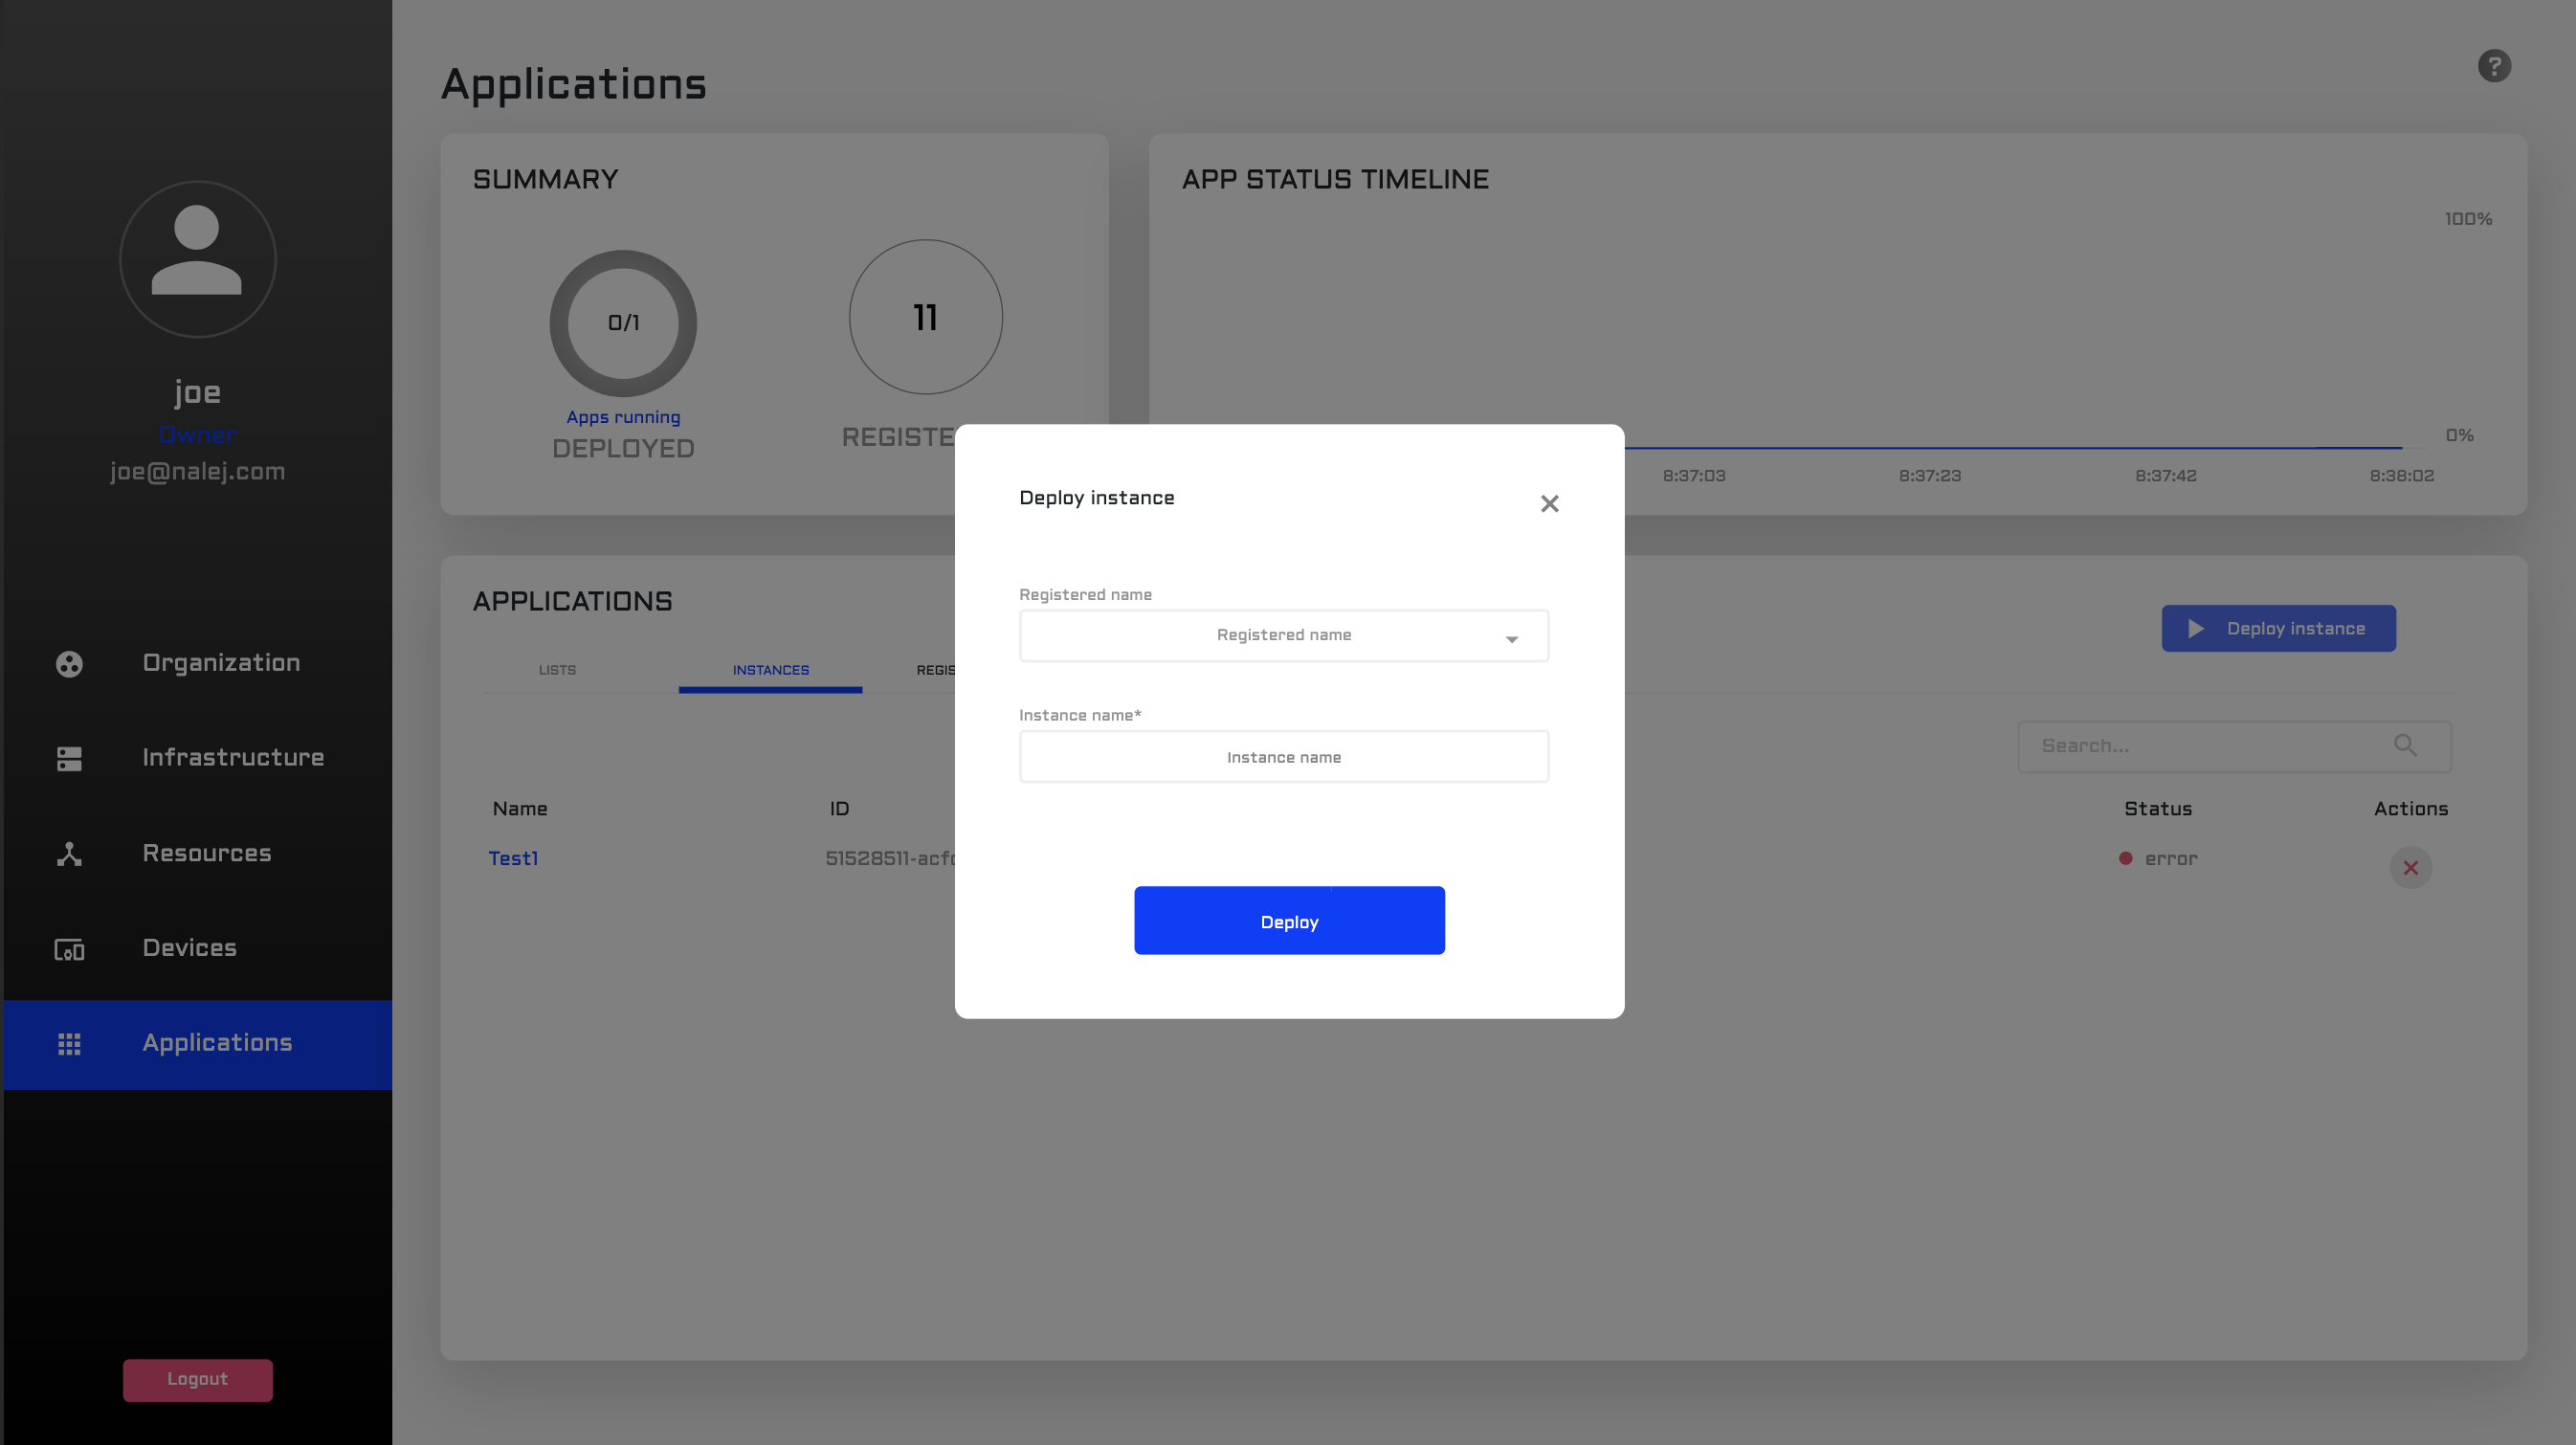 joe
Owner
joe@nalej.com
Organization
Infrastructure
Resources
Devices
Applications
Logout
Applications
?
SUMMARY
0/1
Apps running
DEPLOYED
11
REGISTE
APP STATUS TIMELINE
100%
0%
8:37:03 8:37:23 8:37:42 8:38:02
APPLICATIONS
Deploy instance
LISTS INSTANCES REGIS
Search...
Name ID Status Actions
Test1 51528511-acfc error
Deploy instance
Registered name
Registered name
Instance name*
Instance name
Deploy